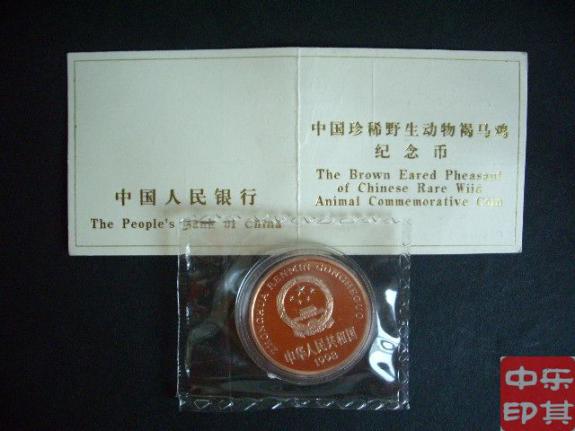 中国珍稀野生动物褐马鸡
纪念币
The Brown Eared Pheasant
of Chinese Rare Wild
Animal Commemorative Coin
中国人民银行
The People's Bank of China
ZHONGHUA RENMIN GONGHEGUO
中华人民共和国
1998
中乐
印其